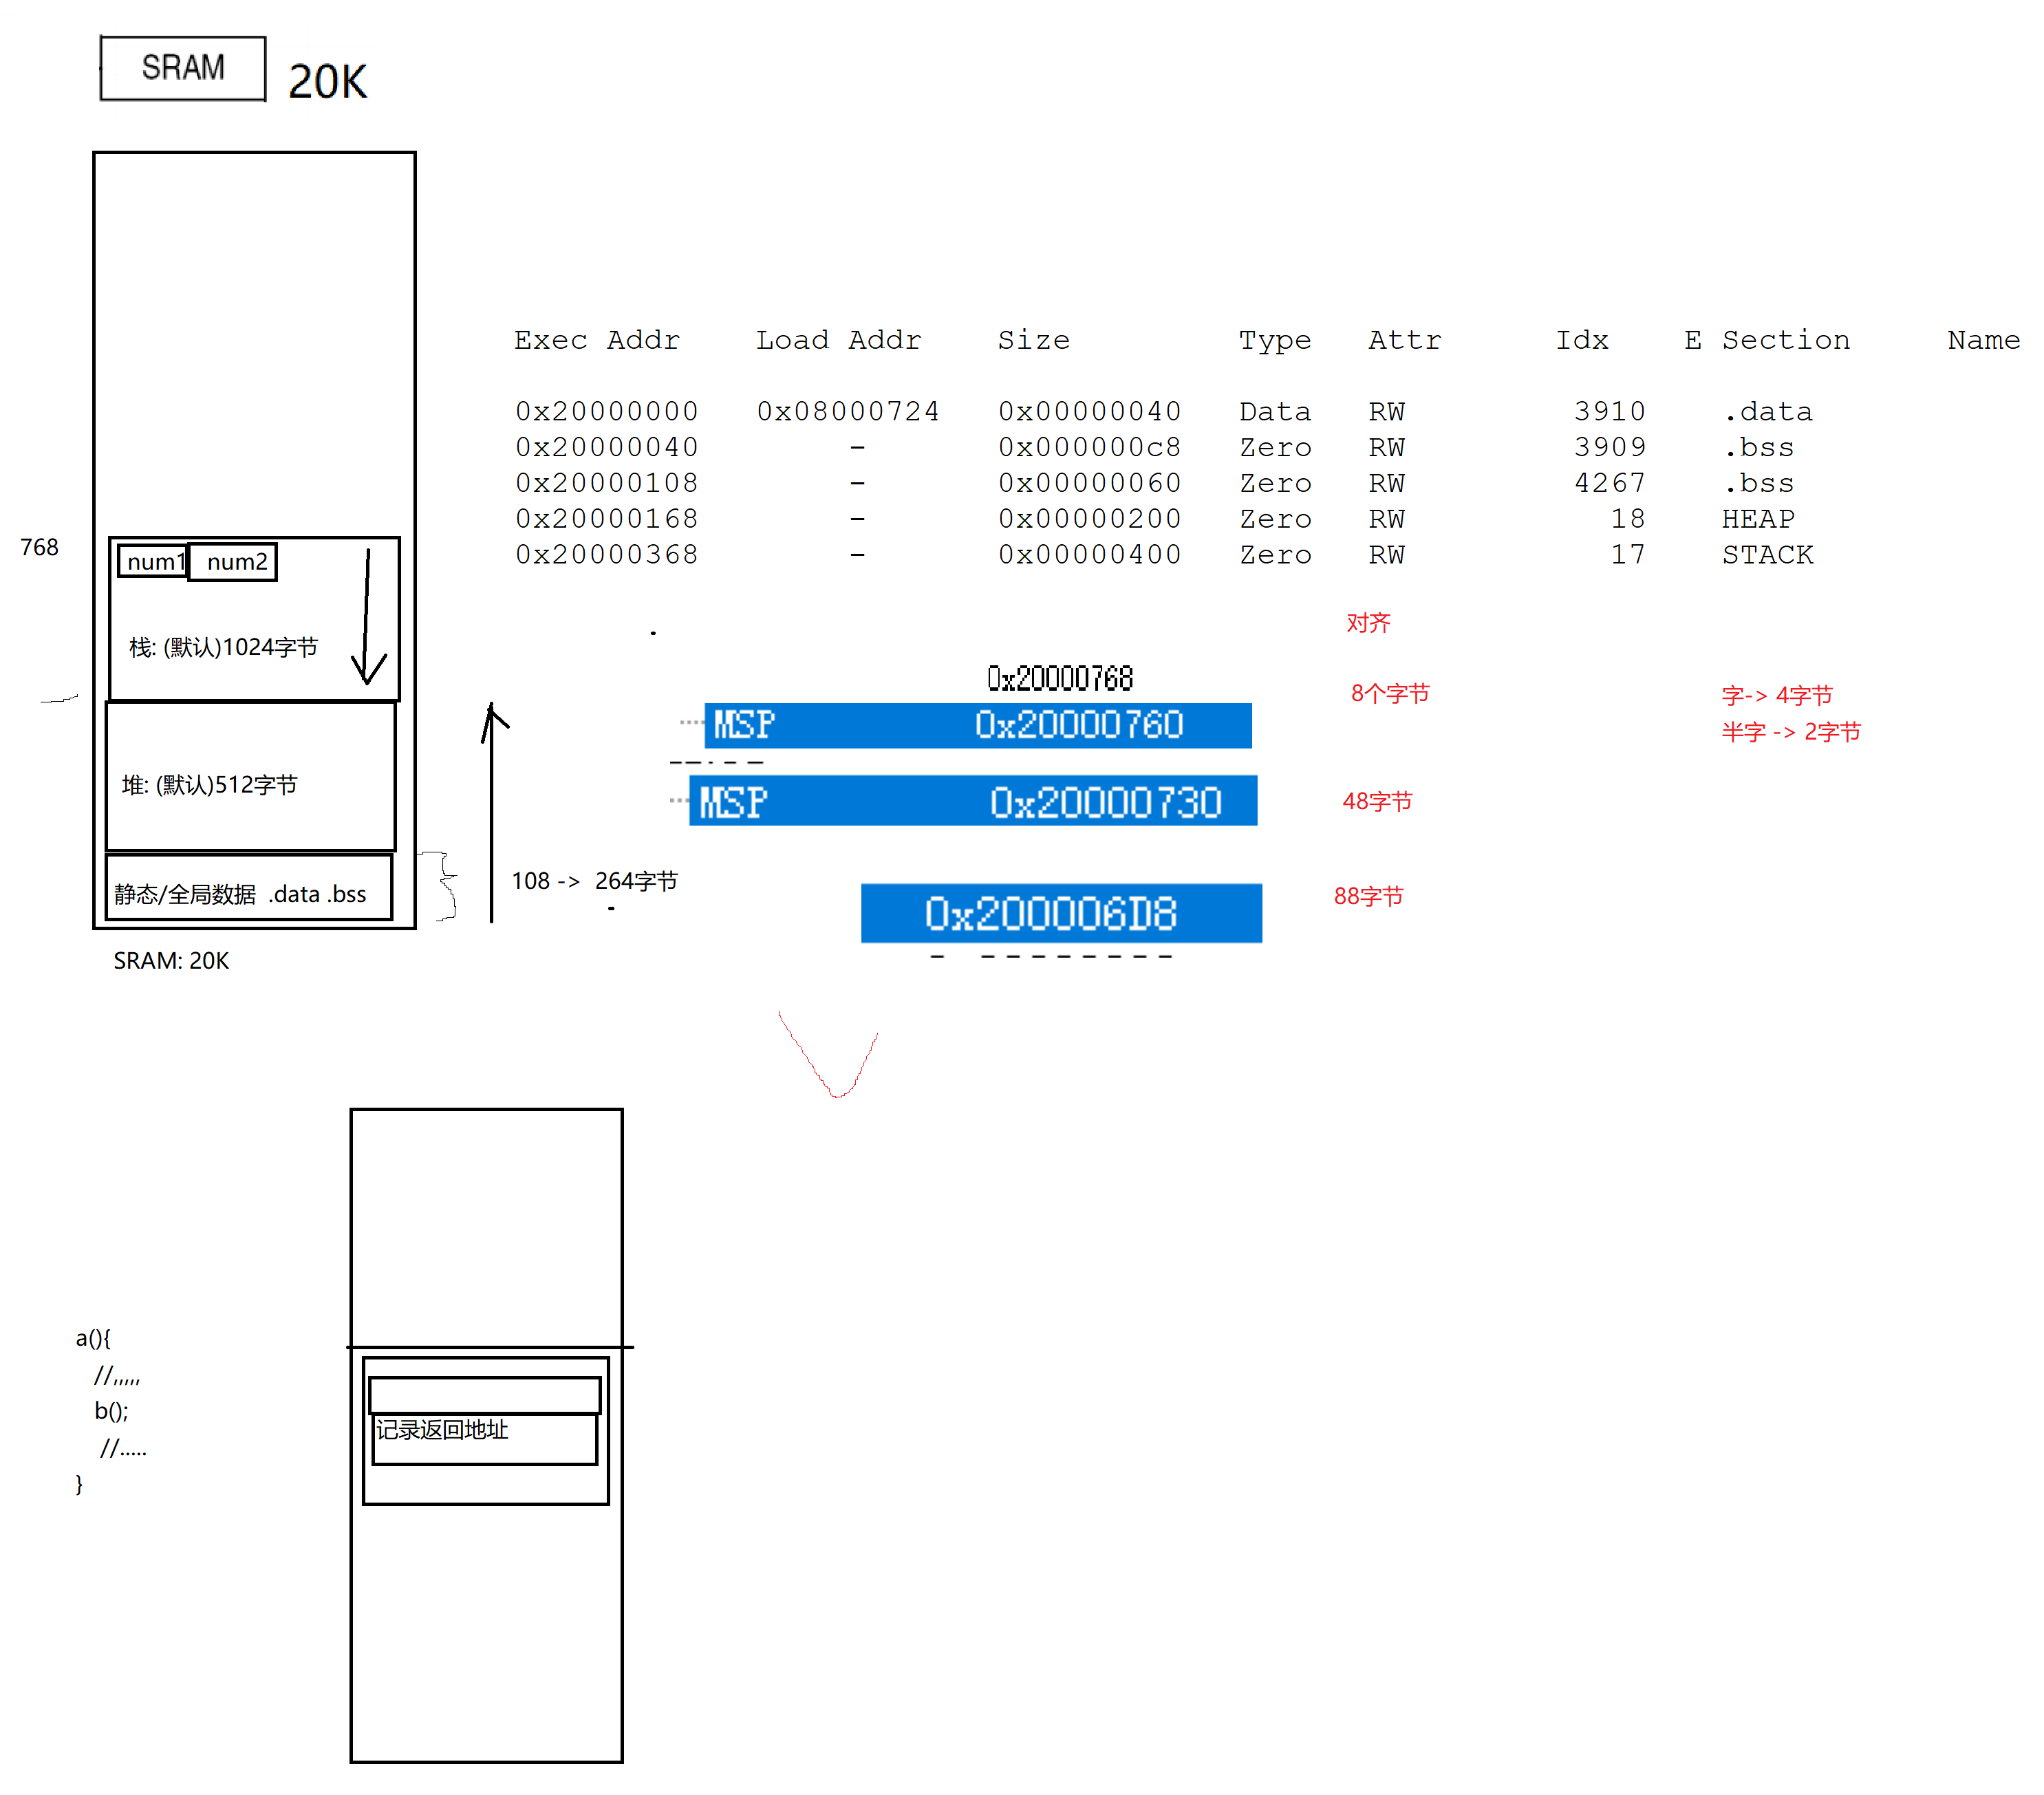 SRAM
20K
Exec Addr Load Addr Size Type Attr Idx E Section Name
0x20000000 0x08000724 0x00000040 Data RW 3910 .data
0x20000040 - 0x000000c8 Zero RW 3909 .bss
0x20000108 - 0x00000060 Zero RW 4267 .bss
0x20000168 - 0x00000200 Zero RW 18 HEAP
0x20000368 - 0x00000400 Zero RW 17 STACK
768
num1 num2
栈: (默认)1024字节
堆: (默认)512字节
静态/全局数据 .data .bss
SRAM: 20K
108 -> 264字节
对齐
0x20000768
8个字节
MSP 0x20000760
字-> 4字节
半字 -> 2字节
MSP 0x20000730
48字节
0x200006D8
88字节
a(){
//,,,,,
b();
//.....
}
记录返回地址